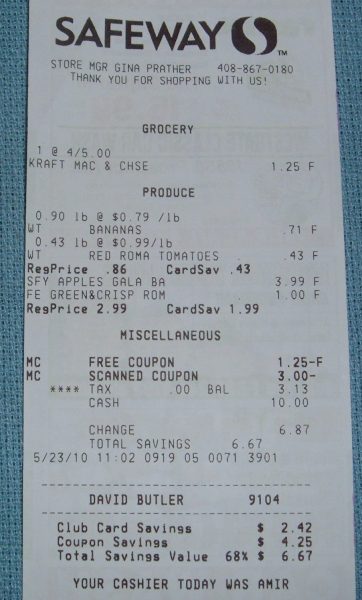 SAFEWAY
TM
STORE MGR GINA PRATHER 408-867-0180
THANK YOU FOR SHOPPING WITH US!
GROCERY
1 @ 4/5.00
KRAFT MAC & CHSE 1.25 F
PRODUCE
0.90 lb @ $0.79 /lb
WT BANANAS .71 F
0.43 lb @ $0.99/lb
WT RED ROMA TOMATOES .43 F
RegPrice .86 CardSav .43
SFY APPLES GALA BA 3.99 F
FE GREEN&CRISP ROM 1.00 F
RegPrice 2.99 CardSav 1.99
MISCELLANEOUS
MC FREE COUPON 1.25-F
MC SCANNED COUPON 3.00-
**** TAX .00 BAL 3.13
CASH 10.00
CHANGE 6.87
TOTAL SAVINGS 6.67
5/23/10 11:02 0919 05 0071 3901
DAVID BUTLER 9104
Club Card Savings $ 2.42
Coupon Savings $ 4.25
Total Savings Value 68% $ 6.67
YOUR CASHIER TODAY WAS AMIR